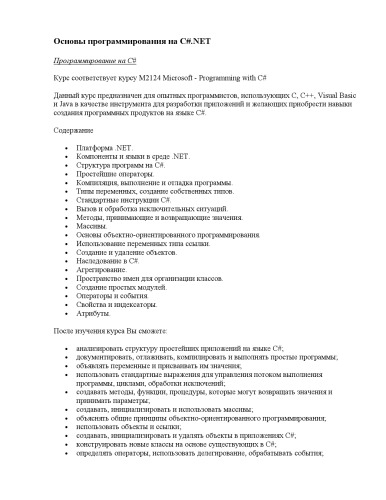 Основы программирования на C#.NET
Программирование на C#
Курс соответствует курсу M2124 Microsoft - Programming with C#
Данный курс предназначен для опытных программистов, использующих C, C++, Visual Basic
и Java в качестве инструмента для разработки приложений и желающих приобрести навыки
создания программных продуктов на языке C#.
Содержание
• Платформа .NET.
• Компоненты и языки в среде .NET.
• Структура программ на C#.
• Простейшие операторы.
• Компиляция, выполнение и отладка программы.
• Типы переменных, создание собственных типов.
• Стандартные инструкции C#.
• Вызов и обработка исключительных ситуаций.
• Методы, принимающие и возвращающие значения.
• Массивы.
• Основы объектно-ориентированного программирования.
• Использование переменных типа ссылки.
• Создание и удаление объектов.
• Наследование в C#.
• Агрегирование.
• Пространство имен для организации классов.
• Создание простых модулей.
• Операторы и события.
• Свойства и индексаторы.
• Атрибуты.
После изучения курса Вы сможете:
• анализировать структуру простейших приложений на языке C#;
• документировать, отлаживать, компилировать и выполнять простые программы;
• объявлять переменные и присваивать им значения;
• использовать стандартные выражения для управления потоком выполнения
программы, циклами, обработки исключений;
• создавать методы, функции, процедуры, которые могут возвращать значения и
принимать параметры;
• создавать, инициализировать и использовать массивы;
• объяснять общие принципы объектно-ориентированного программирования;
• использовать объекты и ссылки;
• создавать, инициализировать и удалять объекты в приложениях C#;
• конструировать новые классы на основе существующих в C#;
• определять операторы, использовать делегирование, обрабатывать события;